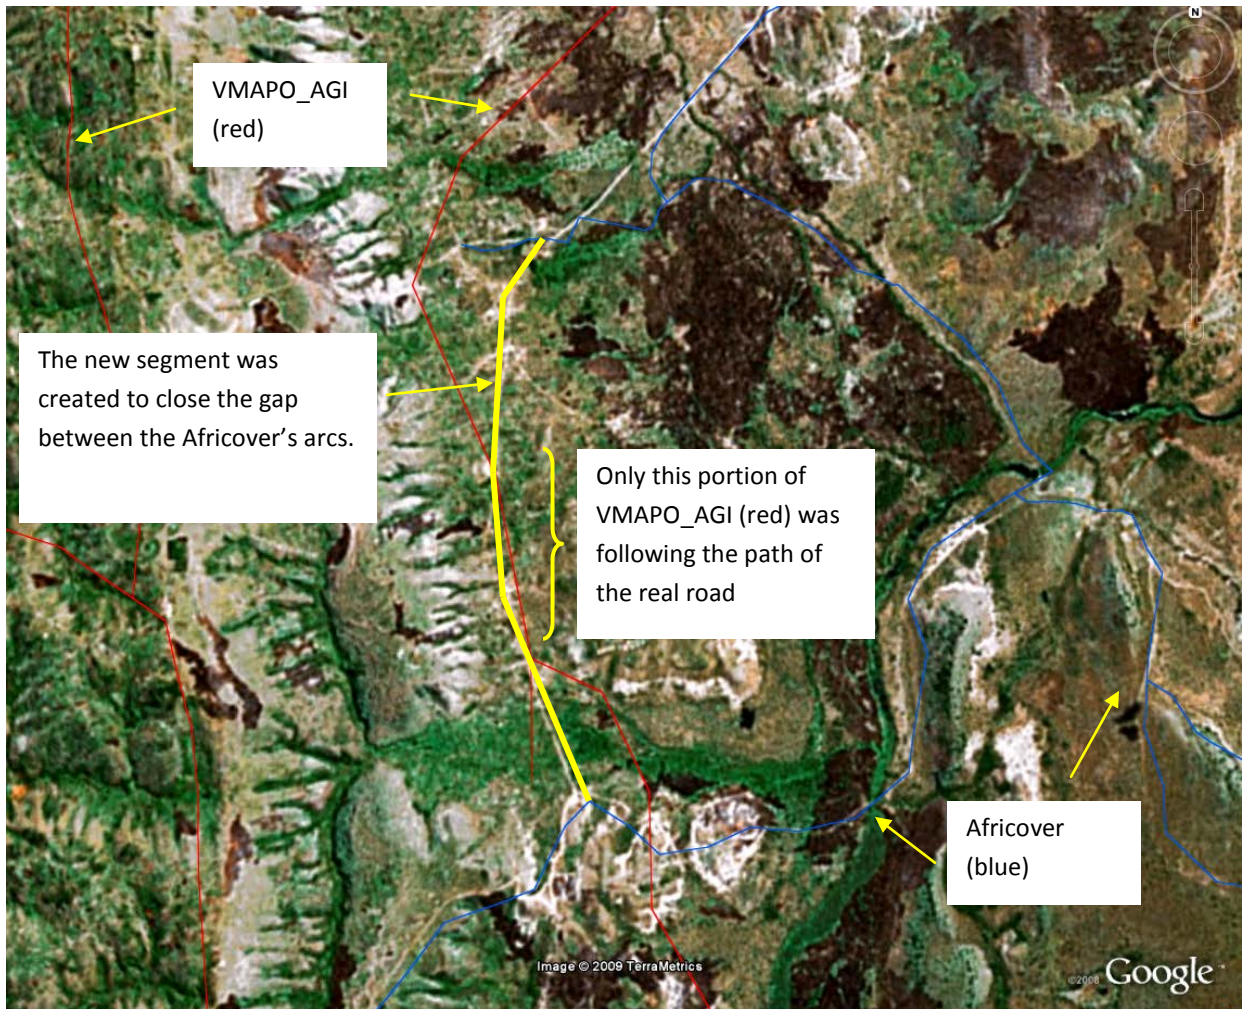 N
VMAPO_AGI
(red)
The new segment was
created to close the gap
between the Africover’s arcs.
Only this portion of
VMAPO_AGI (red) was
following the path of
the real road
Africover
(blue)
Image © 2009 TerraMetrics
©2008 Google™